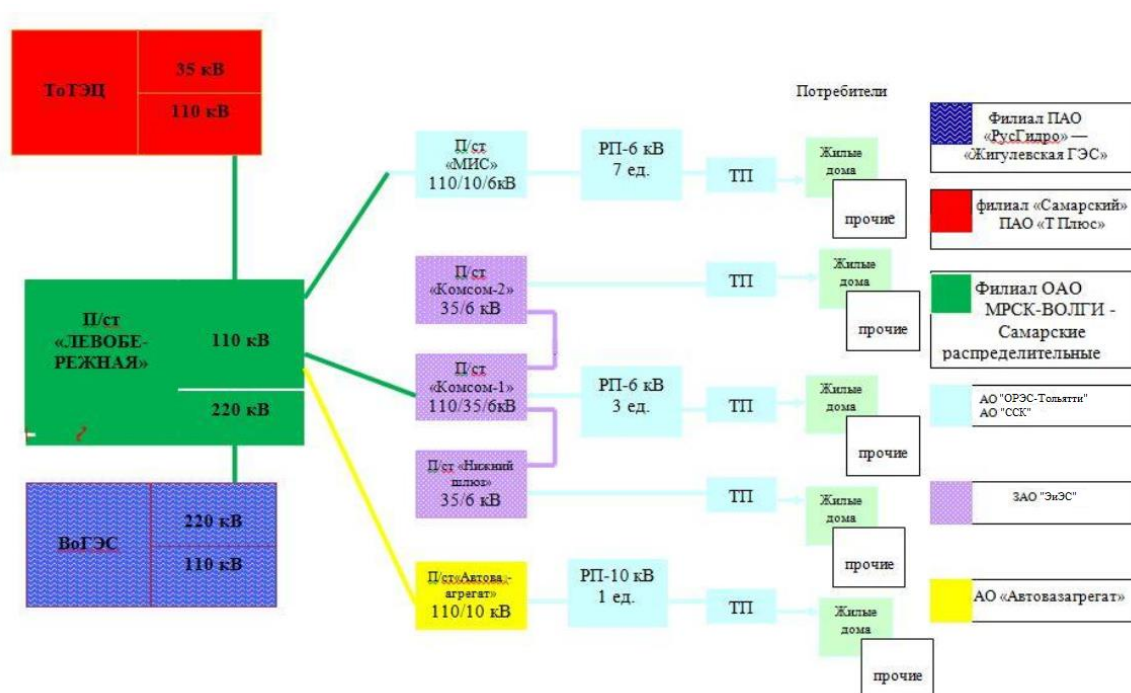 ТоТЭЦ
35 кВ
110 кВ
П/ст
«ЛЕВОБЕ-
РЕЖНАЯ»
110 кВ
220 кВ
ВоГЭС
220 кВ
110 кВ
П/ст
«МИС»
110/10/6кВ
РП-6 кВ
7 ед.
ТП
Потребители
Жилые
дома
прочие
П/ст
«Комсом-2»
35/6 кВ
ТП
Жилые
дома
прочие
П/ст
«Комсом-1»
110/35/6кВ
РП-6 кВ
3 ед.
ТП
Жилые
дома
прочие
П/ст «Нижний
шлюз»
35/6 кВ
ТП
Жилые
дома
прочие
П/ст«Автова -
агрегат»
110/10 кВ
РП-10 кВ
1 ед.
ТП
Жилые
дома
прочие
Филиал ПАО
«РусГидро» —
«Жигулевская ГЭС»
филиал «Самарский»
ПАО «Т Плюс»
Филиал ОАО
МРСК-ВОЛГИ -
Самарские
распределительные
АО "ОРЭС-Тольятти"
АО "ССК"
ЗАО "ЭиЭС"
АО «Автовазагрегат»